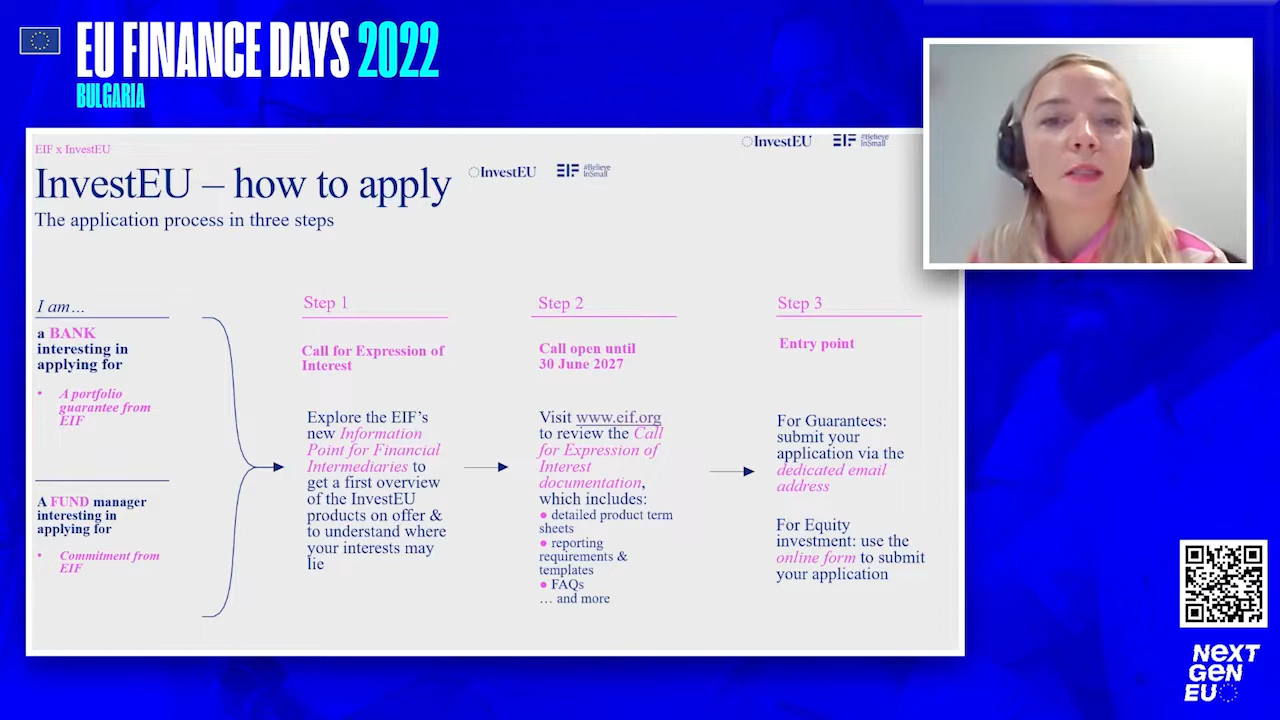 EU FINANCE DAYS 2022
BULGARIA
EIF x InvestEU
InvestEU – how to apply
InvestEU
EIF
#Believe
InSmall
InvestEU
EIF
#Believe
InSmall
The application process in three steps
I am…
a BANK
interesting in
applying for
• A portfolio
guarantee from
EIF
A FUND manager
interesting in
applying for
• Commitment from
EIF
Step 1
Call for Expression of
Interest
Explore the EIF’s
new Information
Point for Financial
Intermediaries to
get a first overview
of the InvestEU
products on offer &
to understand where
your interests may
lie
Step 2
Call open until
30 June 2027
Visit www.eif.org
to review the Call
for Expression of
Interest
documentation,
which includes:
● detailed product term
sheets
● reporting
requirements &
templates
● FAQs
… and more
Step 3
Entry point
For Guarantees:
submit your
application via the
dedicated email
address
For Equity
investment: use the
online form to submit
your application
NEXT
GEN
EU